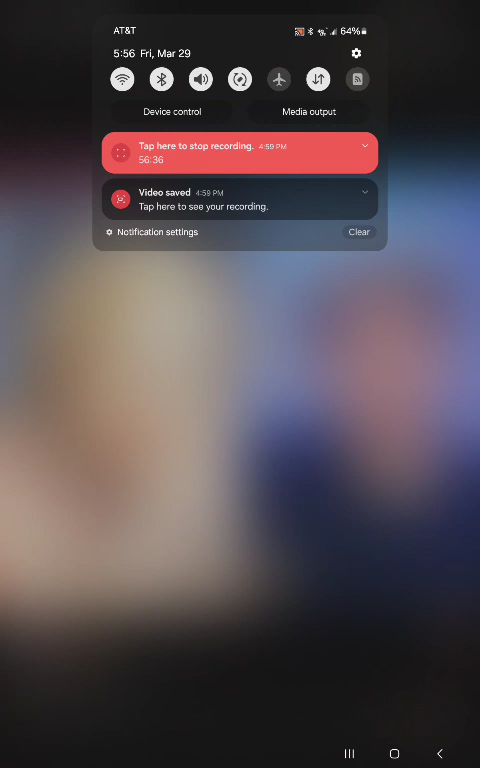 AT&T
64%
5:56 Fri, Mar 29
Device control
Media output
Tap here to stop recording. 4:59 PM
56:36
Video saved 4:59 PM
Tap here to see your recording.
Notification settings
Clear